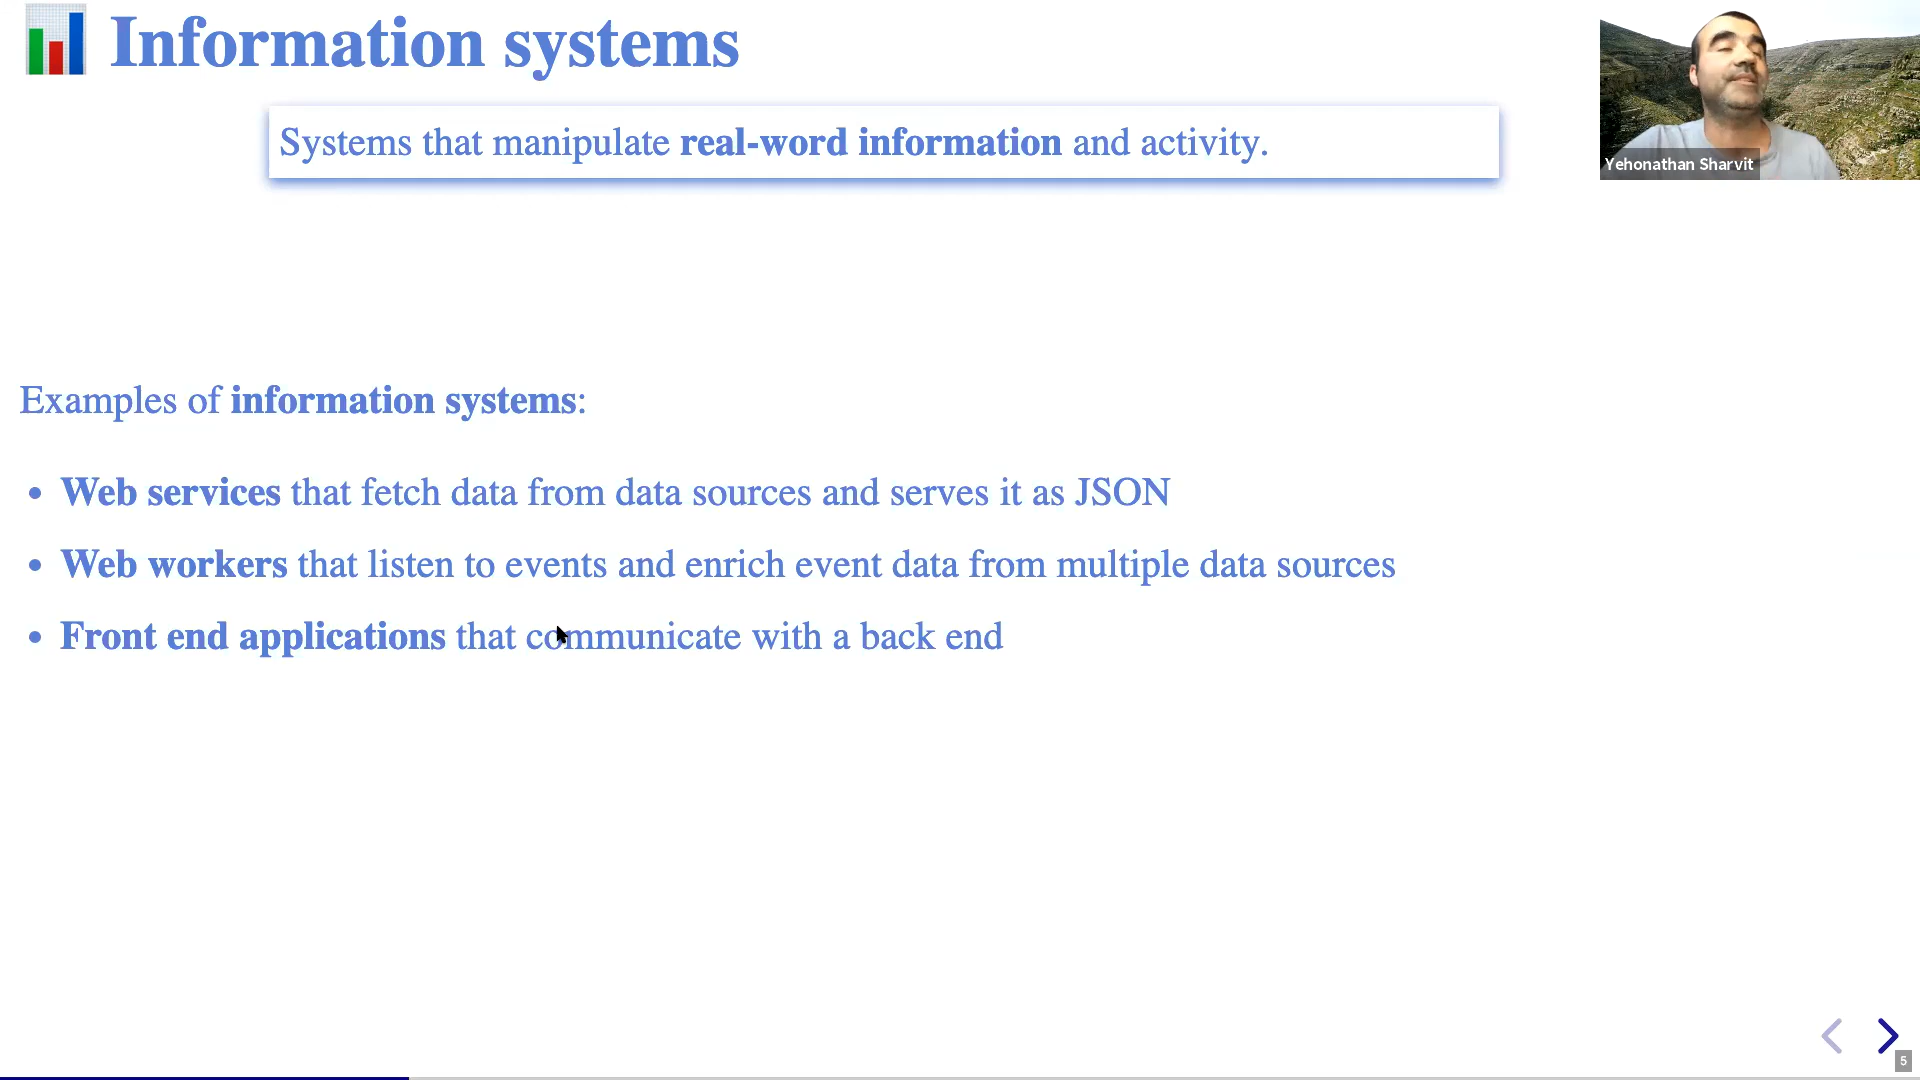 Information systems
Systems that manipulate real-word information and activity.
Yehonathan Sharvit
Examples of information systems:
• Web services that fetch data from data sources and serves it as JSON
• Web workers that listen to events and enrich event data from multiple data sources
• Front end applications that communicate with a back end
5